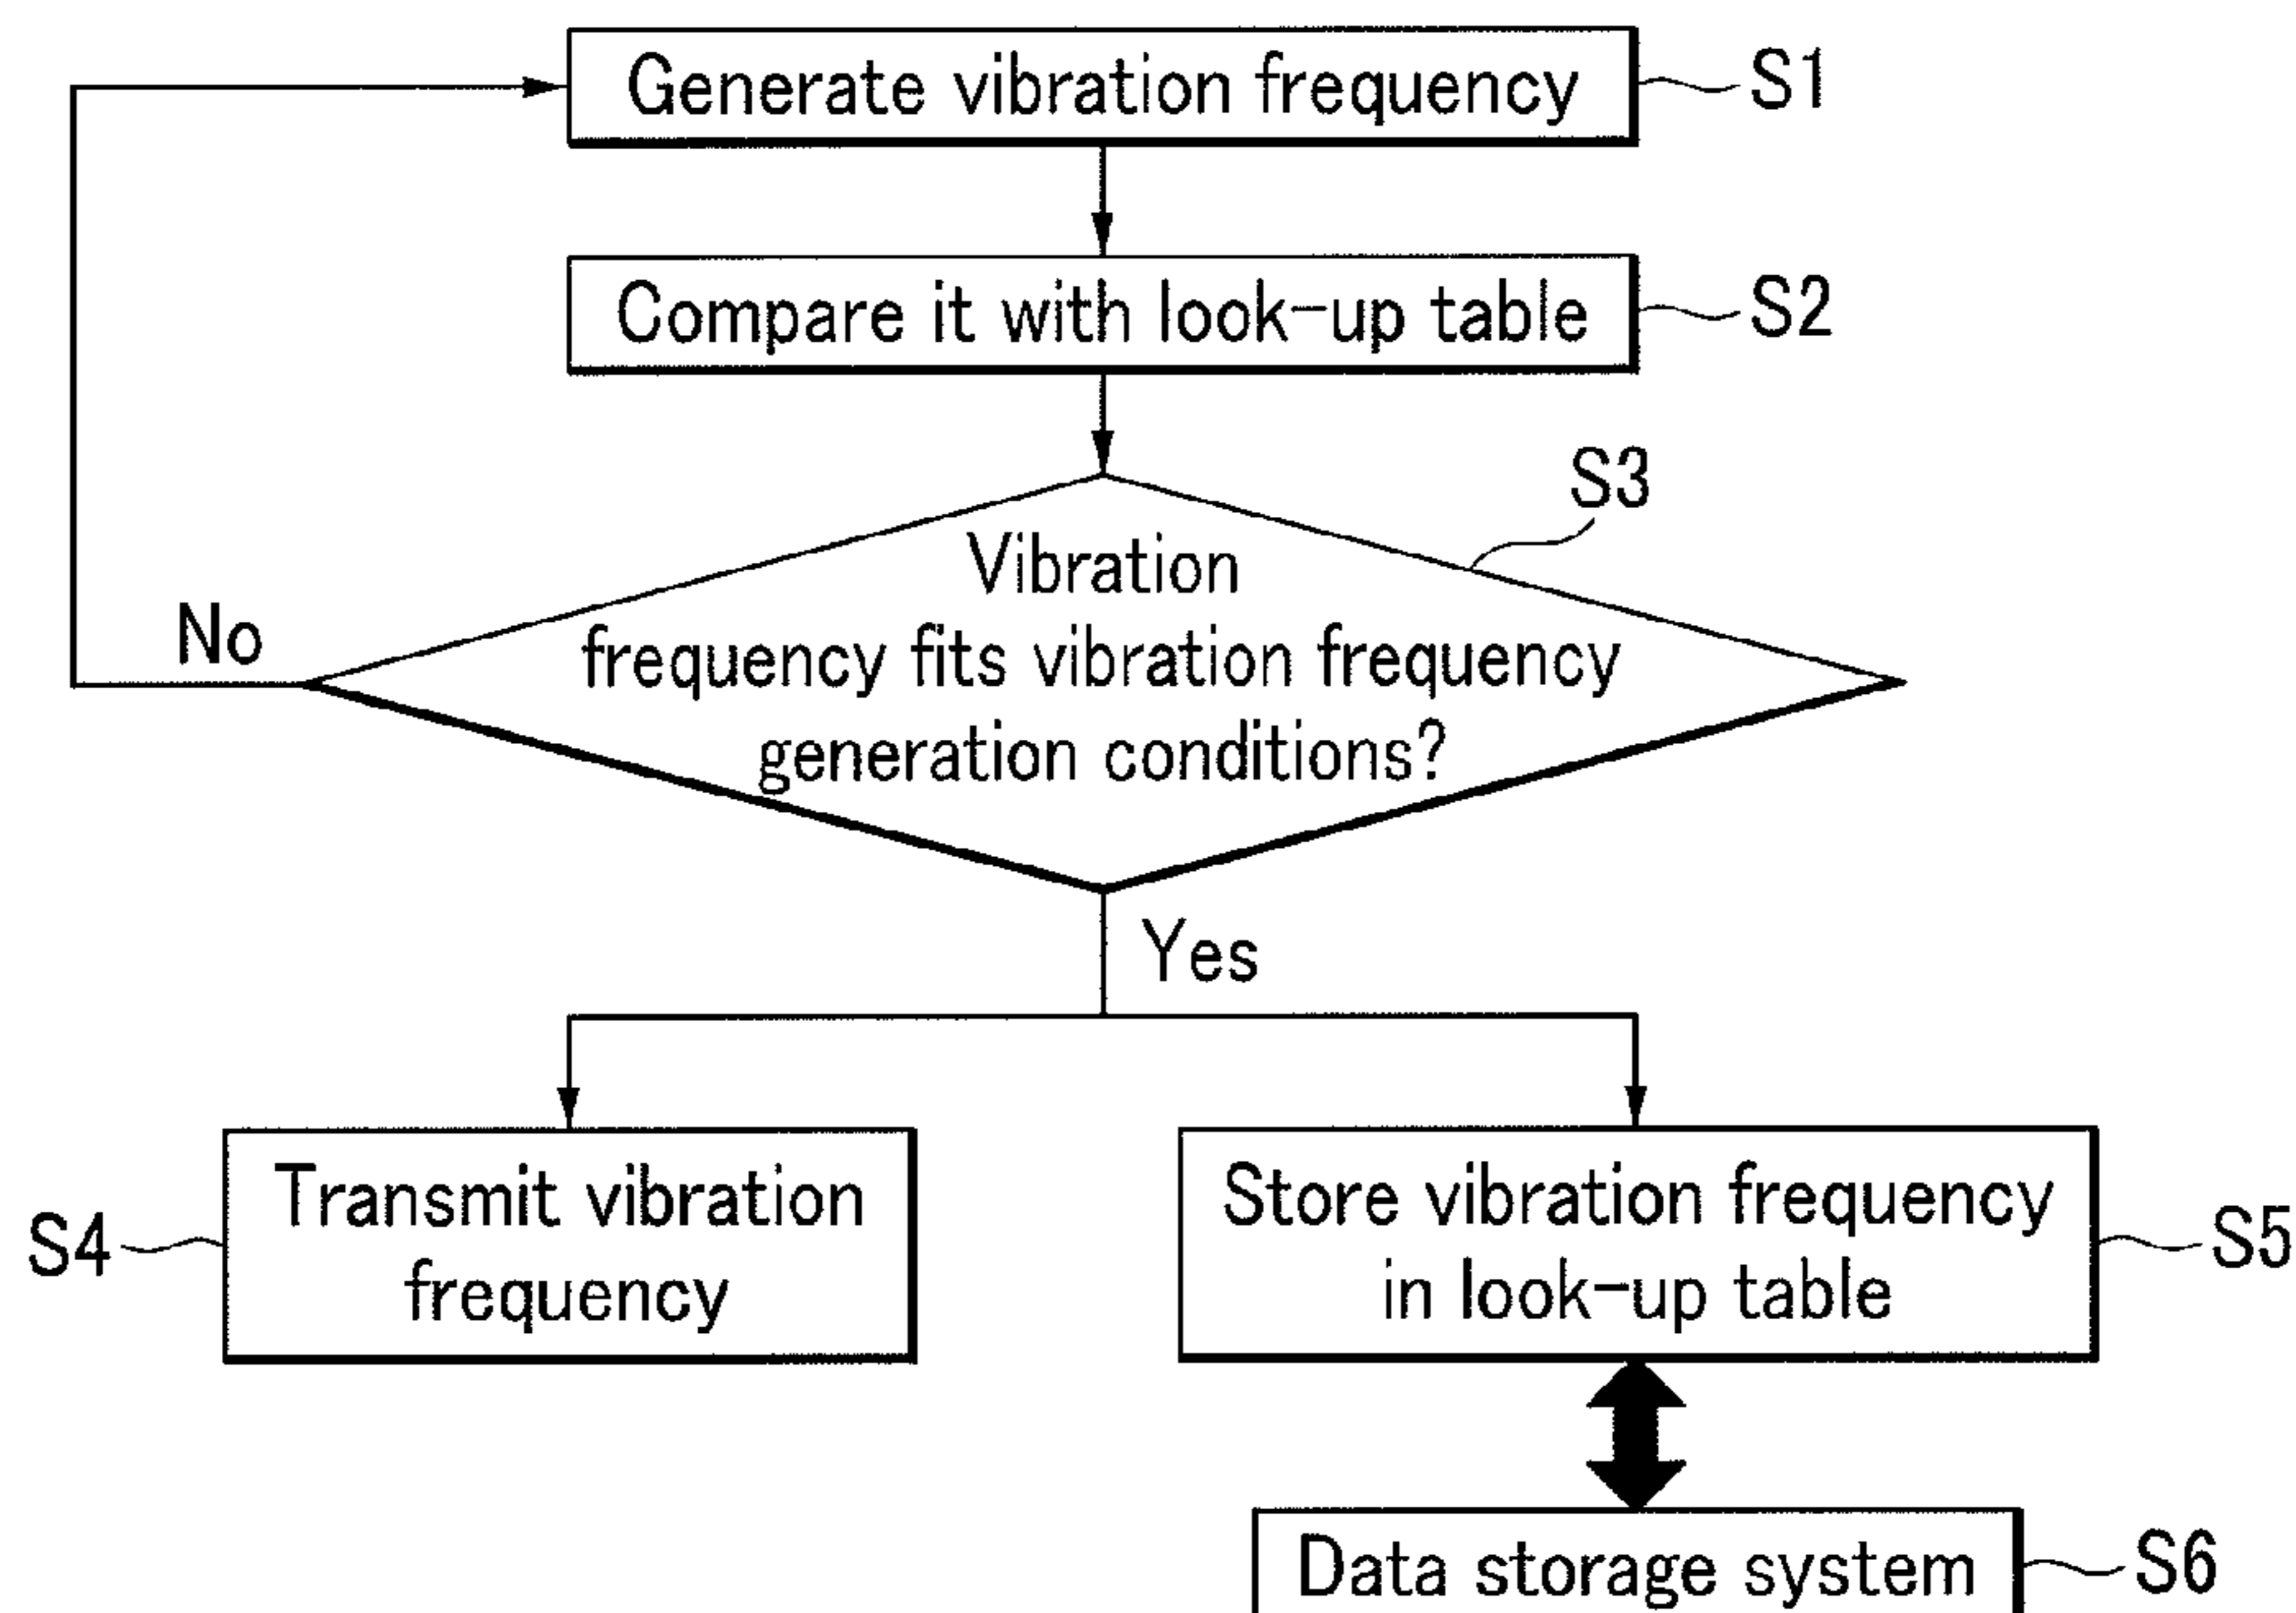 Generate vibration frequency
S1
Compare it with look-up table
S2
S3
Vibration
frequency fits vibration frequency
generation conditions?
No
Yes
S4
Transmit vibration
frequency
Store vibration frequency
in look-up table
S5
Data storage system
S6